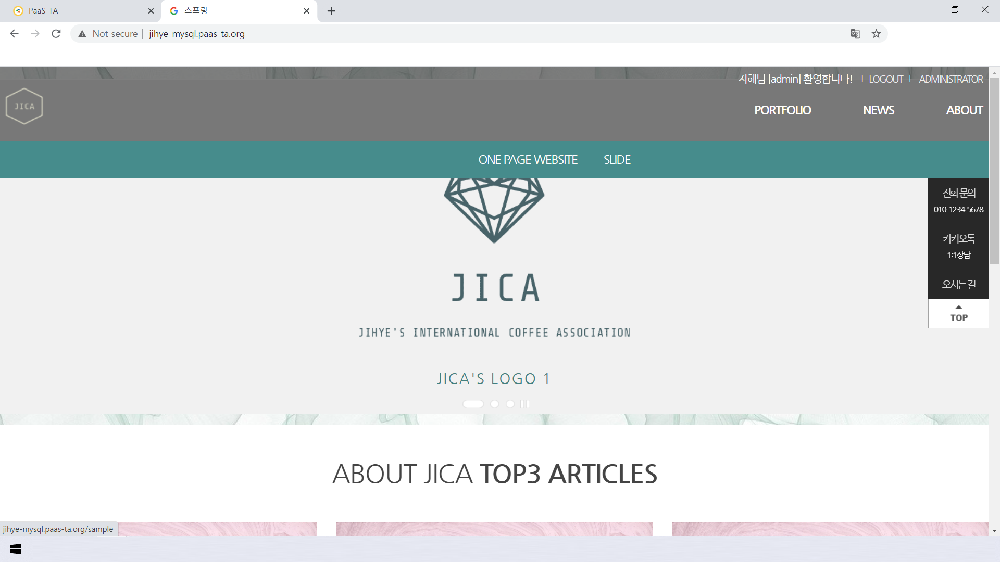 PaaS-TA
스프링
Not secure
jihye-mysql.paas-ta.org
지혜님 [admin] 환영합니다!
LOGOUT
ADMINISTRATOR
JICA
PORTFOLIO
NEWS
ABOUT
ONE PAGE WEBSITE
SLIDE
전화 문의
010-1234-5678
카카오톡
1:1상담
오시는 길
TOP
JICA
JIHYE'S INTERNATIONAL COFFEE ASSOCIATION
JICA'S LOGO 1
ABOUT JICA TOP3 ARTICLES
jihye-mysql.paas-ta.org/sample